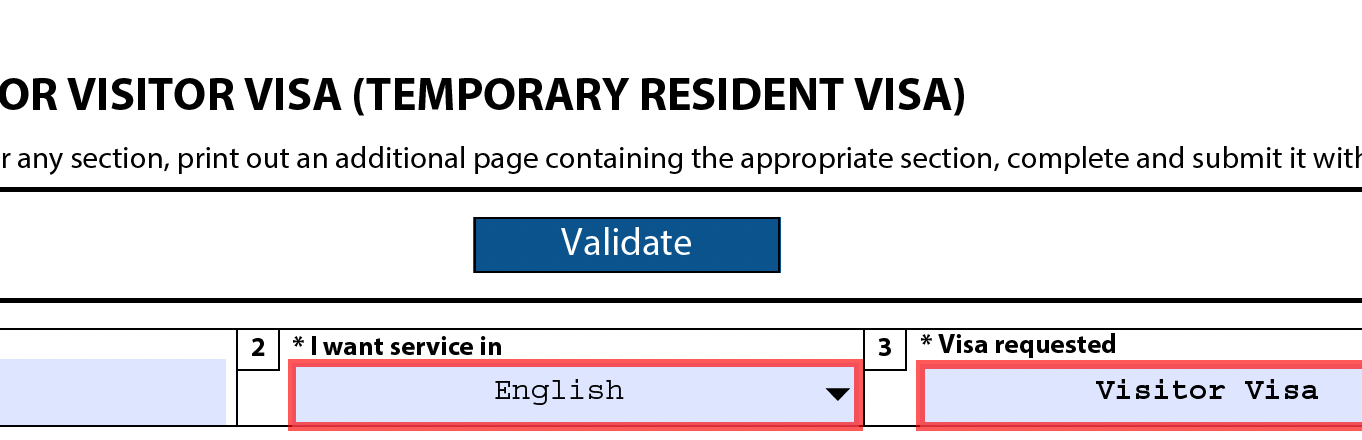 OR VISITOR VISA (TEMPORARY RESIDENT VISA)
r any section, print out an additional page containing the appropriate section, complete and submit it with
Validate
2 * I want service in 3 * Visa requested
English Visitor Visa